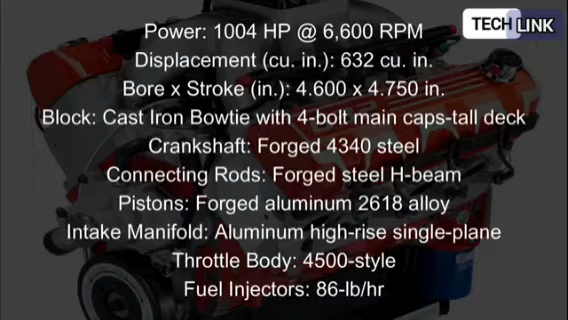 TECH LINK
Power: 1004 HP @ 6,600 RPM
Displacement (cu. in.): 632 cu. in.
Bore x Stroke (in.): 4.600 x 4.750 in.
Block: Cast Iron Bowtie with 4-bolt main caps-tall deck
Crankshaft: Forged 4340 steel
Connecting Rods: Forged steel H-beam
Pistons: Forged aluminum 2618 alloy
Intake Manifold: Aluminum high-rise single-plane
Throttle Body: 4500-style
Fuel Injectors: 86-lb/hr